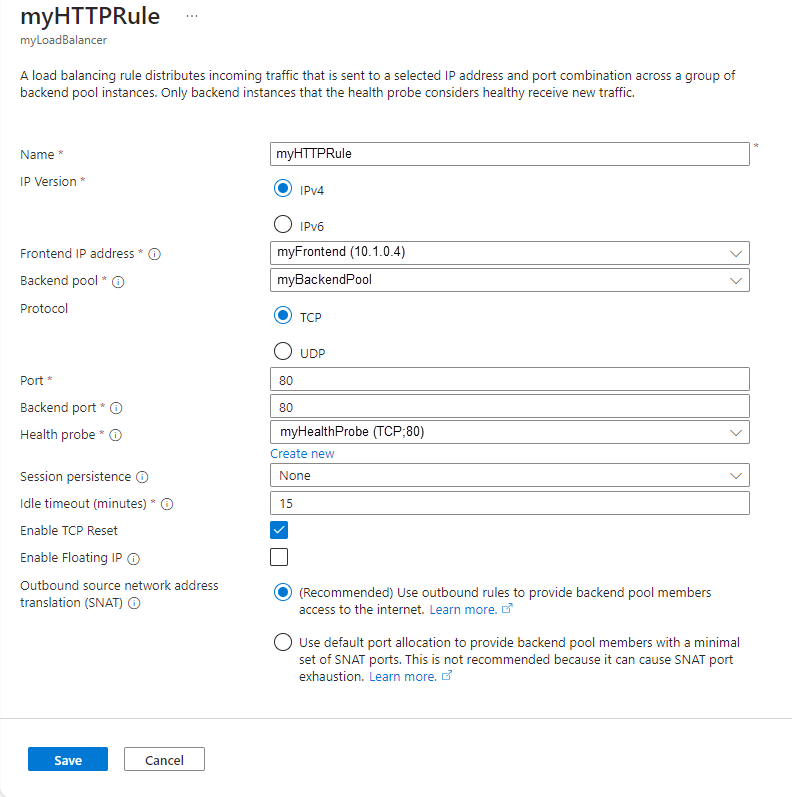 myHTTPRule ...
myLoadBalancer
A load balancing rule distributes incoming traffic that is sent to a selected IP address and port combination across a group of
backend pool instances. Only backend instances that the health probe considers healthy receive new traffic.
Name * myHTTPRule *
IP Version * IPv4
IPv6
Frontend IP address * myFrontend (10.1.0.4)
Backend pool * myBackendPool
Protocol TCP
UDP
Port * 80
Backend port * 80
Health probe * myHealthProbe (TCP;80)
Create new
Session persistence None
Idle timeout (minutes) * 15
Enable TCP Reset
Enable Floating IP
Outbound source network address
translation (SNAT)
(Recommended) Use outbound rules to provide backend pool members
access to the internet. Learn more.
Use default port allocation to provide backend pool members with a minimal
set of SNAT ports. This is not recommended because it can cause SNAT port
exhaustion. Learn more.
Save Cancel